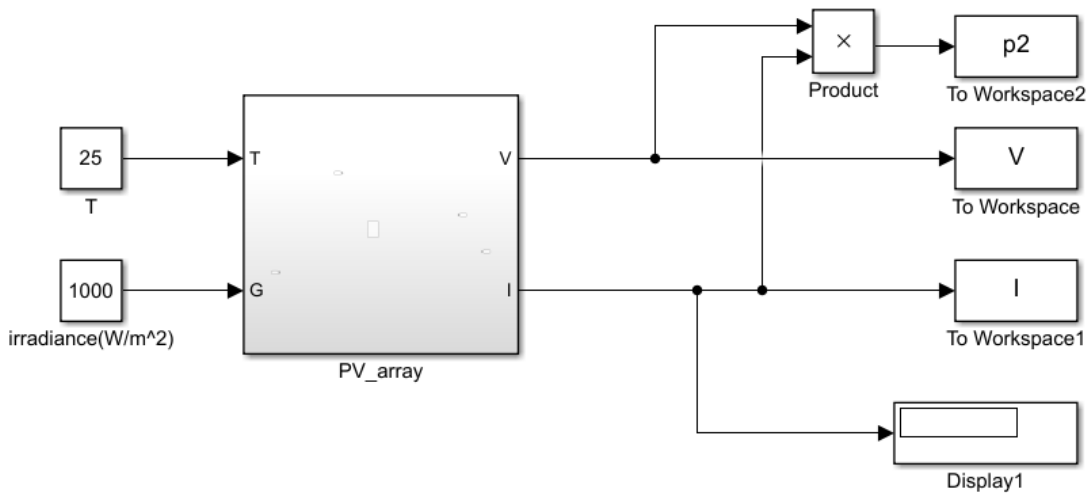 ×
Product
p2
To Workspace2
25
T
T
V
V
To Workspace
1000
irradiance(W/m^2)
G
I
PV_array
I
To Workspace1
Display1